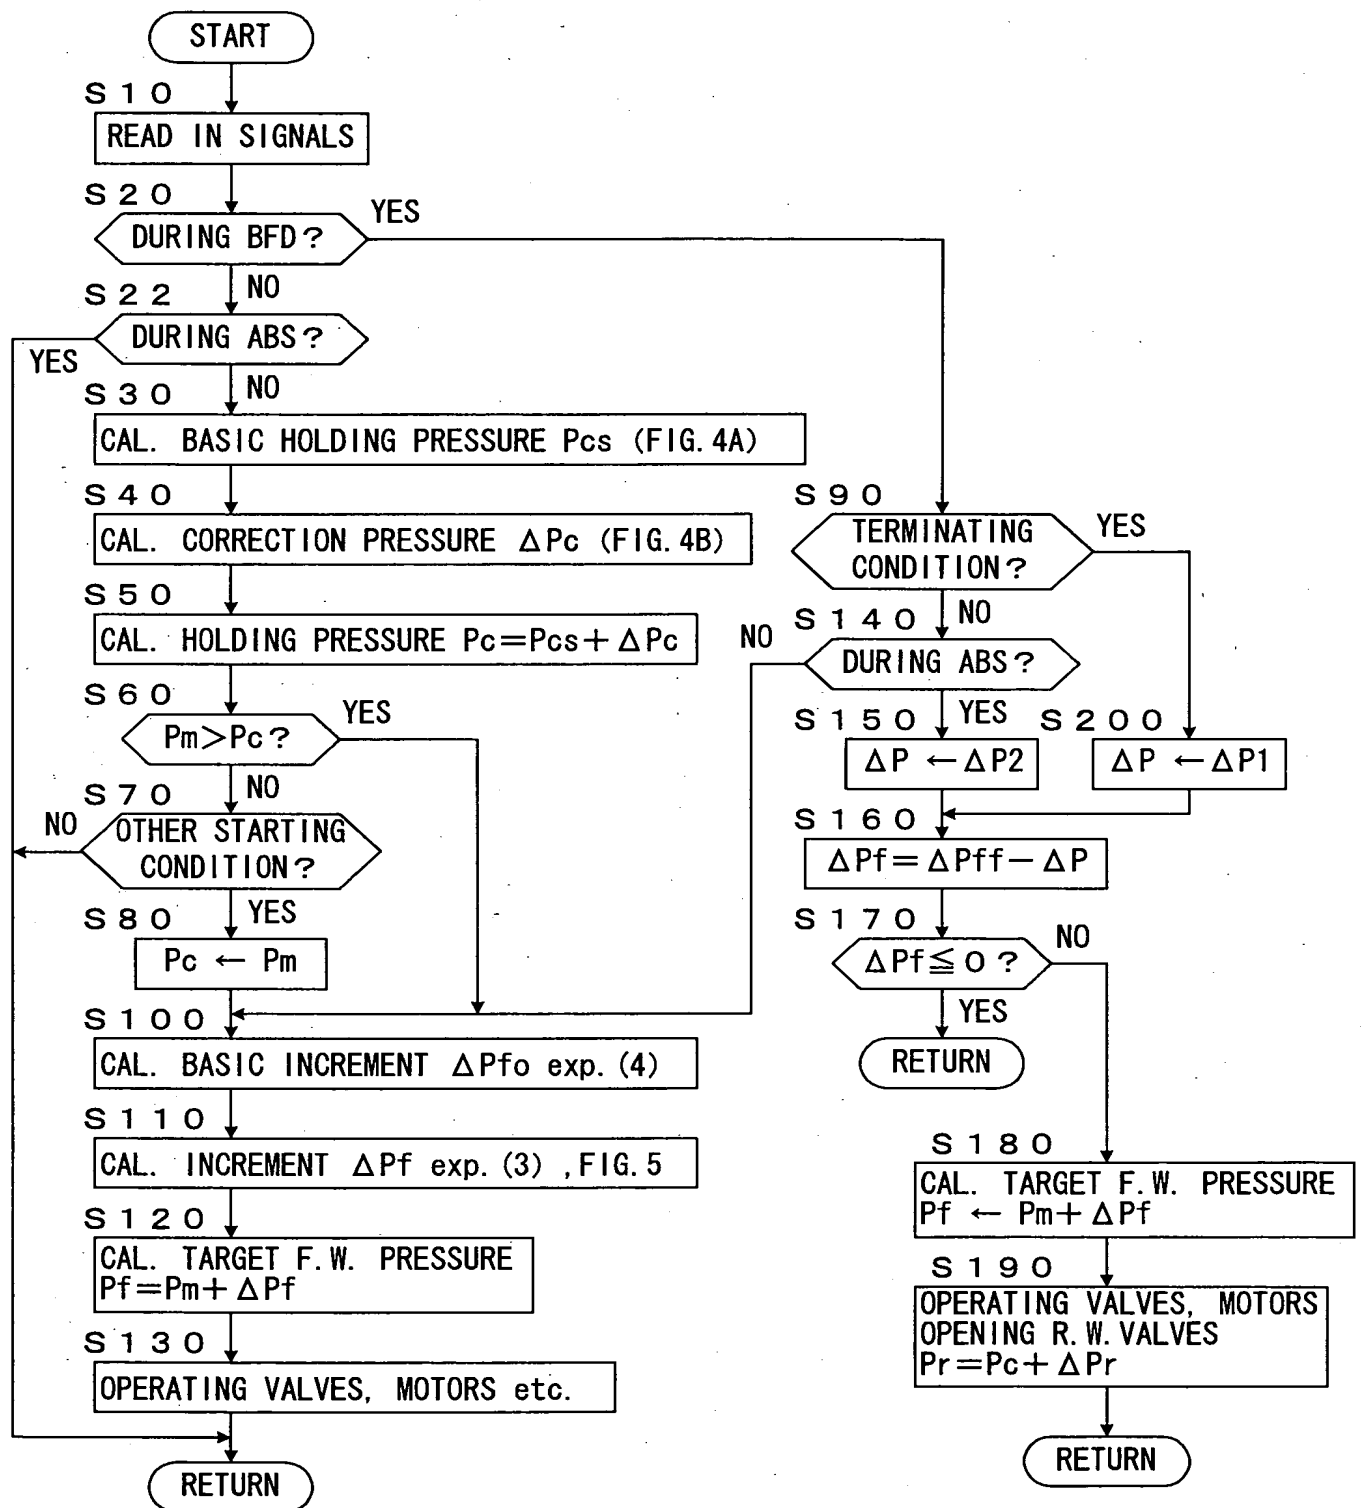 START
S10
READ IN SIGNALS
S20
DURING BFD?
YES
NO
S22
DURING ABS?
YES
NO
S30
CAL. BASIC HOLDING PRESSURE Pcs (FIG. 4A)
S40
CAL. CORRECTION PRESSURE ΔPc (FIG. 4B)
S50
CAL. HOLDING PRESSURE Pc=Pcs+ΔPc
S60
Pm>Pc?
YES
NO
S70
NO
OTHER STARTING
CONDITION?
YES
S80
Pc ← Pm
S100
CAL. BASIC INCREMENT ΔPfo exp. (4)
S110
CAL. INCREMENT ΔPf exp. (3) ,FIG. 5
S120
CAL. TARGET F.W. PRESSURE
Pf=Pm+ΔPf
S130
OPERATING VALVES, MOTORS etc.
RETURN
S90
TERMINATING
CONDITION?
YES
NO
S140
NO
DURING ABS?
YES
S150
ΔP ← ΔP2
S200
ΔP ← ΔP1
S160
ΔPf=ΔPff−ΔP
S170
ΔPf≦0?
NO
YES
RETURN
S180
CAL. TARGET F.W. PRESSURE
Pf ← Pm+ΔPf
S190
OPERATING VALVES, MOTORS
OPENING R.W. VALVES
Pr=Pc+ΔPr
RETURN